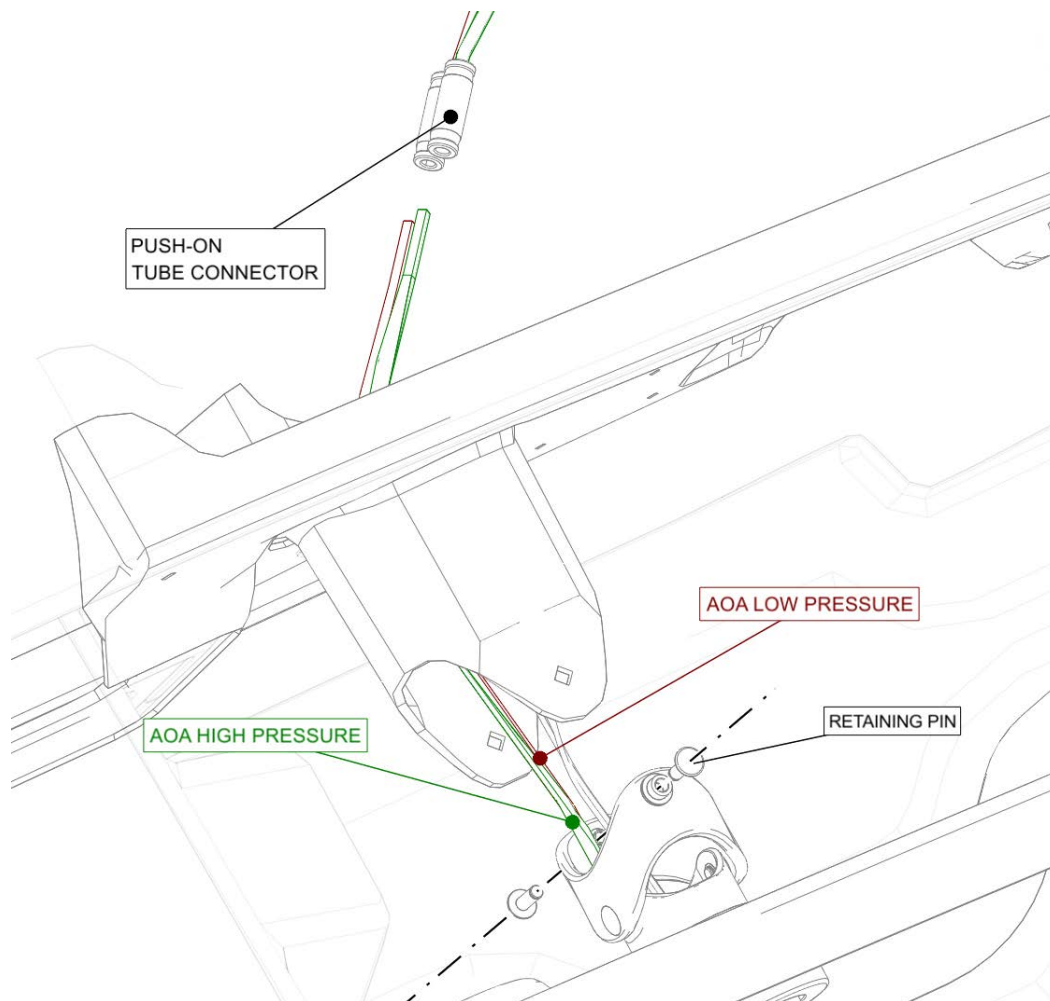 PUSH-ON
TUBE CONNECTOR
AOA LOW PRESSURE
RETAINING PIN
AOA HIGH PRESSURE